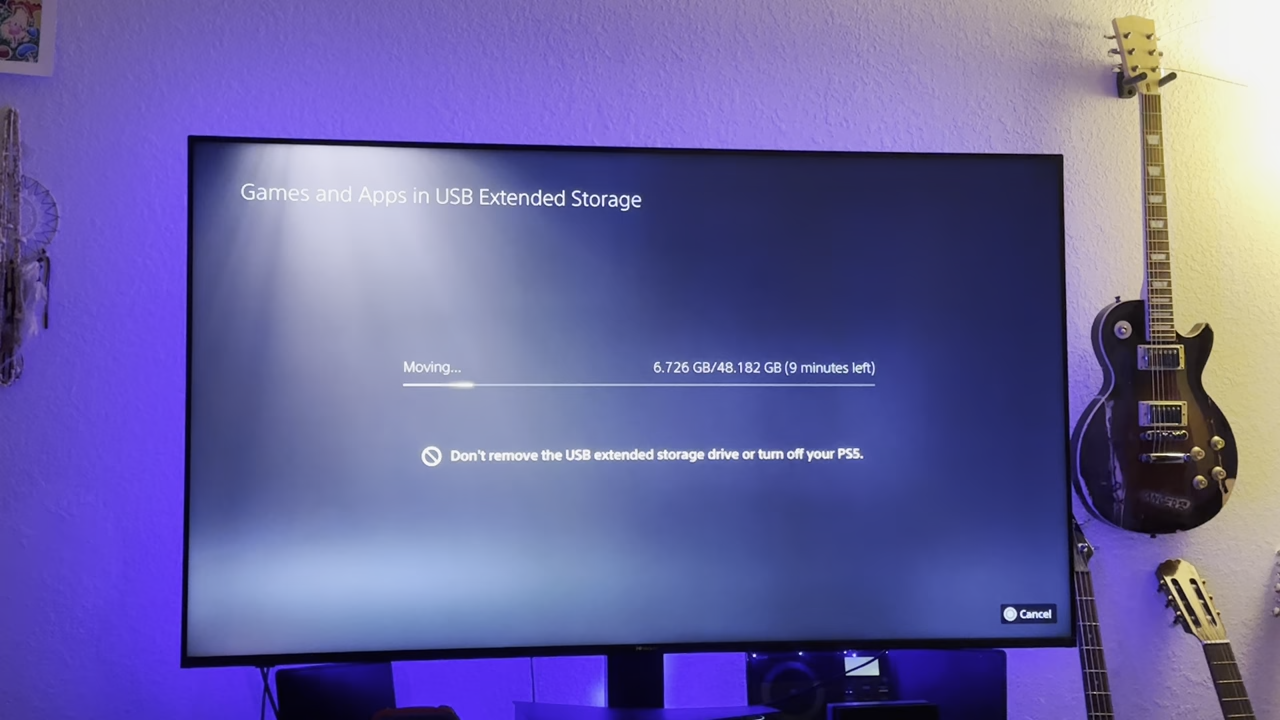 Games and Apps in USB Extended Storage
Moving...
6.726 GB/48.182 GB (9 minutes left)
Don't remove the USB extended storage drive or turn off your PS5.
Cancel